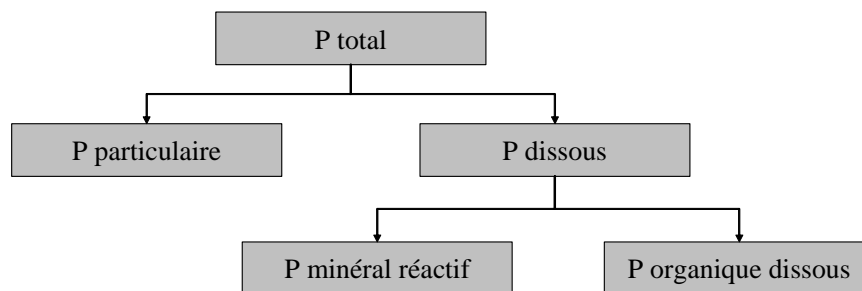 P total
P particulaire
P dissous
P minéral réactif
P organique dissous